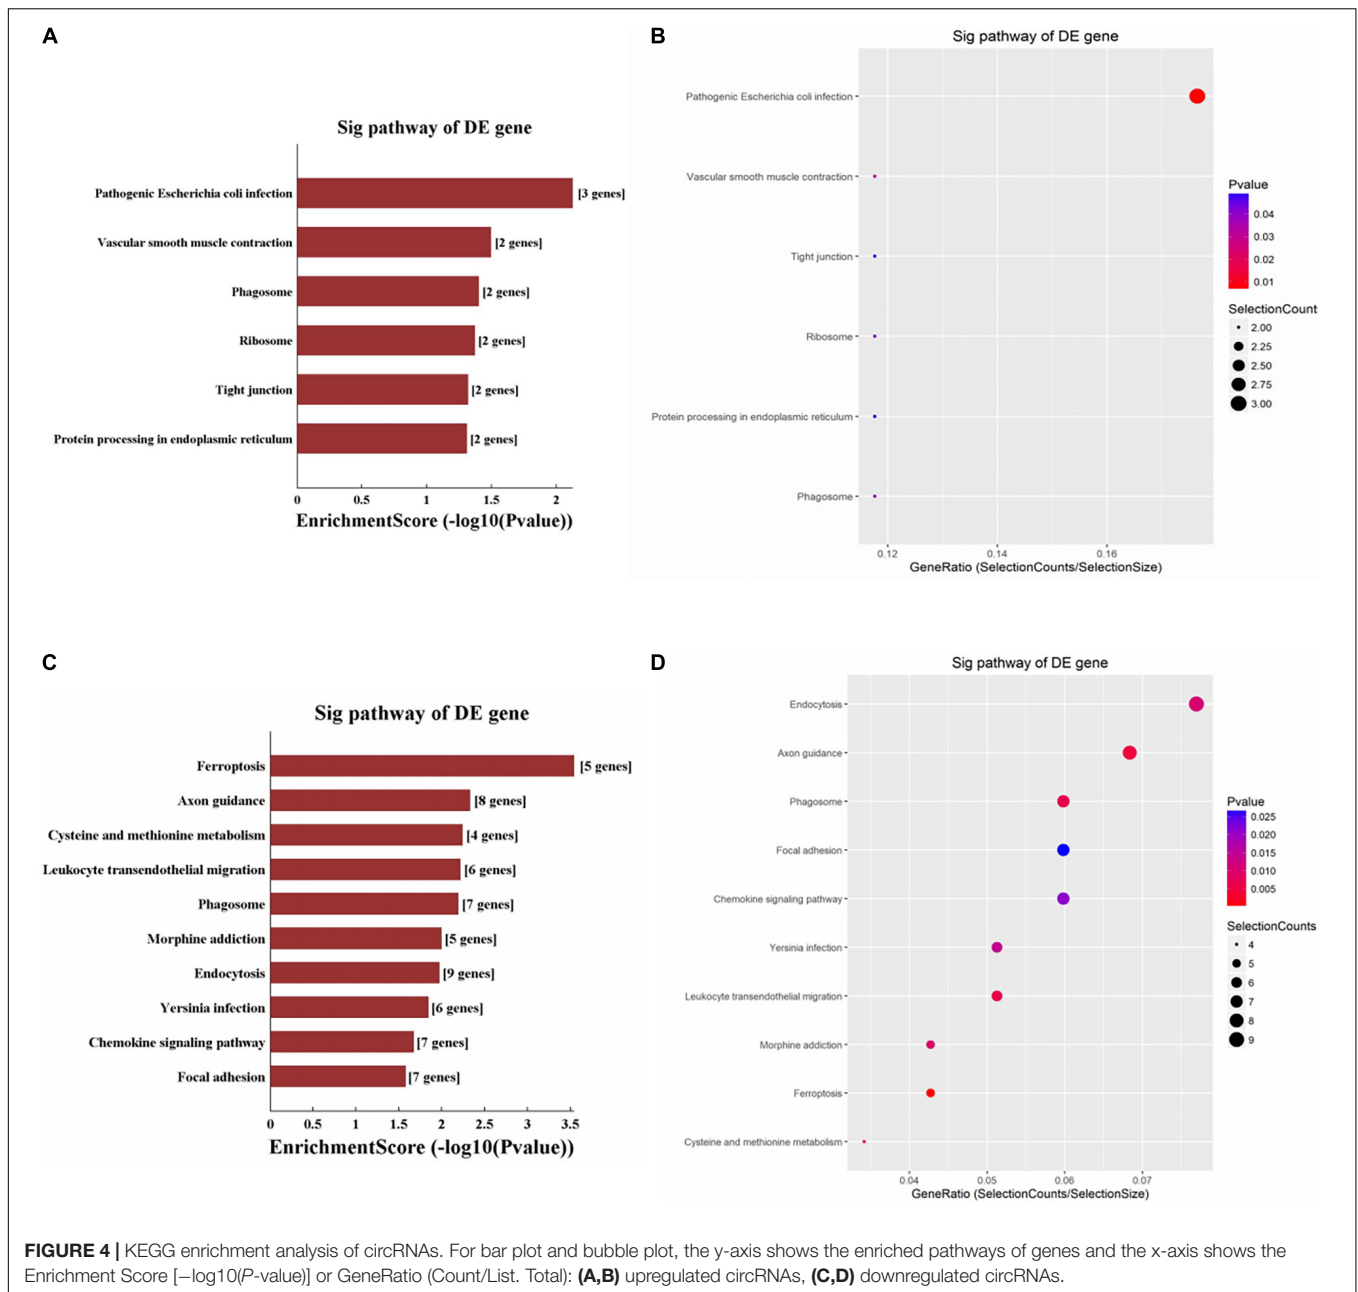 A
Sig pathway of DE gene
Pathogenic Escherichia coli infection [3 genes]
Vascular smooth muscle contraction [2 genes]
Phagosome [2 genes]
Ribosome [2 genes]
Tight junction [2 genes]
Protein processing in endoplasmic reticulum [2 genes]
0 0.5 1 1.5 2
EnrichmentScore (-log10(Pvalue))
B
Sig pathway of DE gene
Pathogenic Escherichia coli infection
Vascular smooth muscle contraction
Tight junction
Ribosome
Protein processing in endoplasmic reticulum
Phagosome
0.12 0.14 0.16
GeneRatio (SelectionCounts/SelectionSize)
Pvalue
0.04
0.03
0.02
0.01
SelectionCount
2.00
2.25
2.50
2.75
3.00
C
Sig pathway of DE gene
Ferroptosis [5 genes]
Axon guidance [8 genes]
Cysteine and methionine metabolism [4 genes]
Leukocyte transendothelial migration [6 genes]
Phagosome [7 genes]
Morphine addiction [5 genes]
Endocytosis [9 genes]
Yersinia infection [6 genes]
Chemokine signaling pathway [7 genes]
Focal adhesion [7 genes]
0 0.5 1 1.5 2 2.5 3 3.5
EnrichmentScore (-log10(Pvalue))
D
Sig pathway of DE gene
Endocytosis
Axon guidance
Phagosome
Focal adhesion
Chemokine signaling pathway
Yersinia infection
Leukocyte transendothelial migration
Morphine addiction
Ferroptosis
Cysteine and methionine metabolism
0.04 0.05 0.06 0.07
GeneRatio (SelectionCounts/SelectionSize)
Pvalue
0.025
0.020
0.015
0.010
0.005
SelectionCounts
4
5
6
7
8
9
FIGURE 4 | KEGG enrichment analysis of circRNAs. For bar plot and bubble plot, the y-axis shows the enriched pathways of genes and the x-axis shows the
Enrichment Score [−log10(P-value)] or GeneRatio (Count/List. Total): (A,B) upregulated circRNAs, (C,D) downregulated circRNAs.